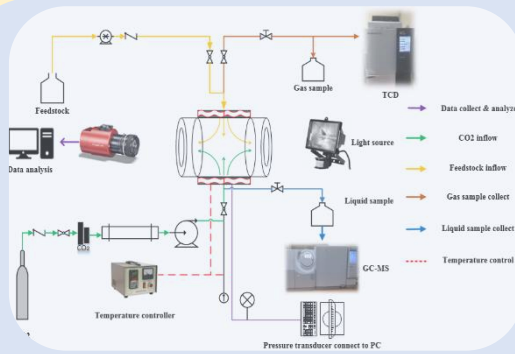 TCD
Gas sample
Feedstock
Data collect & analyze
Light source
CO2 inflow
Data analysis
Feedstock inflow
Liquid sample
Gas sample collect
CO₂
Liquid sample collect
GC-MS
Temperature control
Temperature controller
Pressure transducer connect to PC